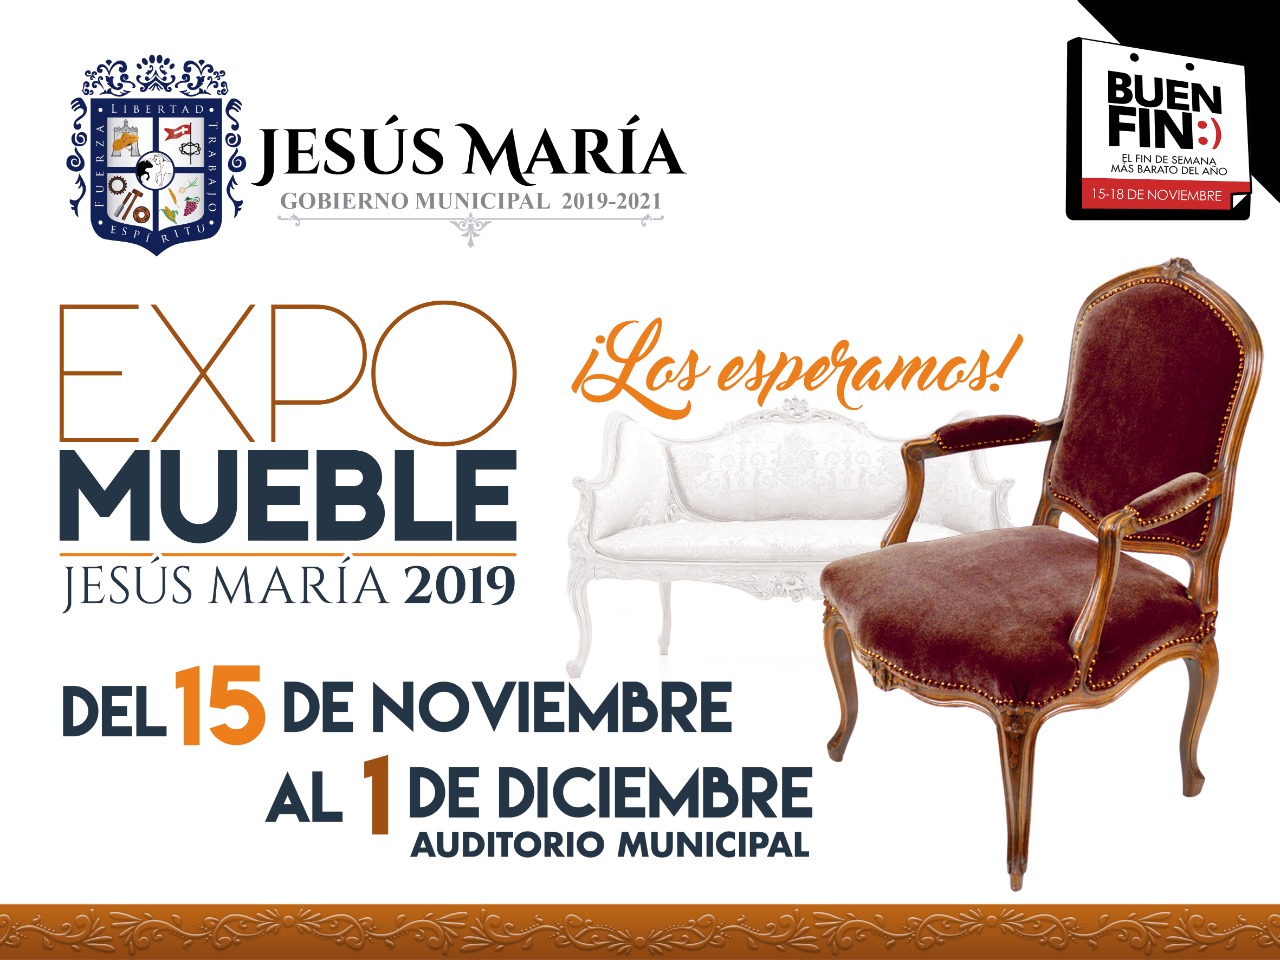 LIBERTAD
FUERZA
TRABAJO
ESPÍRITU
JESÚS MARÍA
GOBIERNO MUNICIPAL 2019-2021
BUEN
FIN:)
EL FIN DE SEMANA
MÁS BARATO DEL AÑO
15-18 DE NOVIEMBRE
EXPO
MUEBLE
JESÚS MARÍA 2019
¡Los esperamos!
DEL 15 DE NOVIEMBRE
AL 1 DE DICIEMBRE
AUDITORIO MUNICIPAL